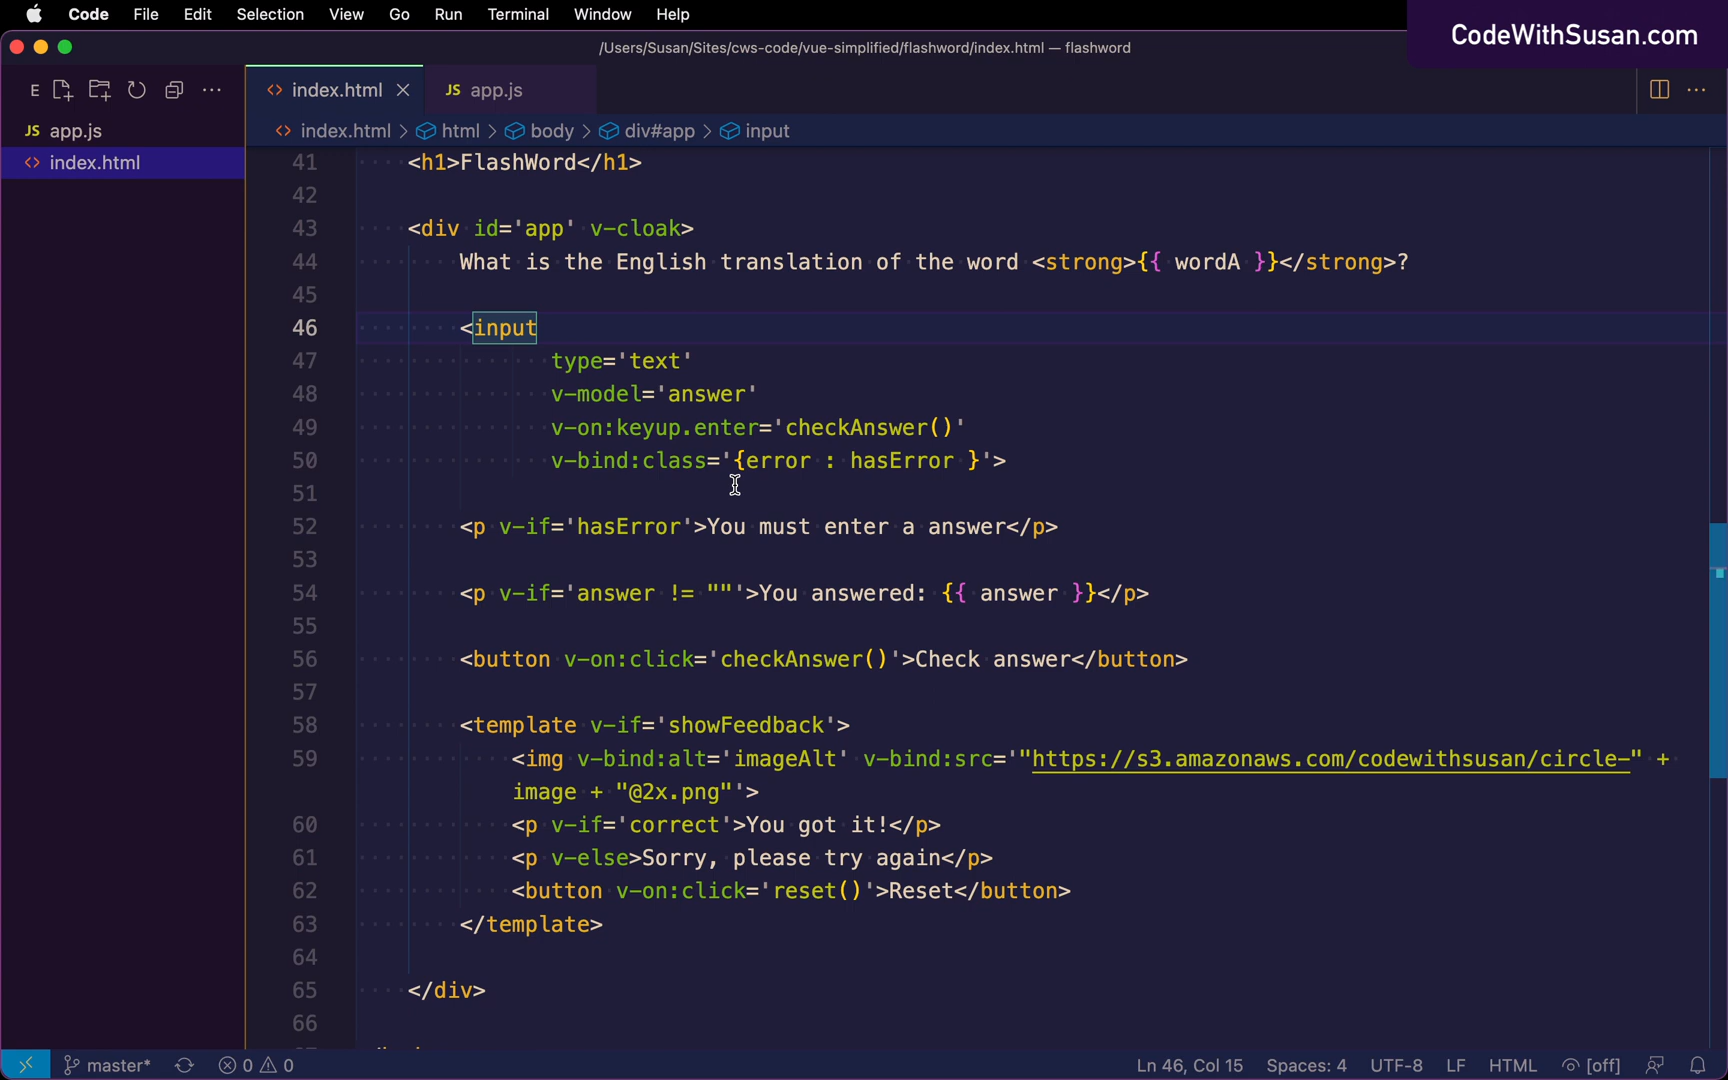 Code File Edit Selection View Go Run Terminal Window Help
CodeWithSusan.com
/Users/Susan/Sites/cws-code/vue-simplified/flashword/index.html — flashword
E ···
index.html
JS app.js
···
JS app.js
index.html
index.html > html > body > div#app > input
41 <h1>FlashWord</h1>
42
43 <div id='app' v-cloak>
44 What is the English translation of the word <strong>{{ wordA }}</strong>?
45
46 <input
47 type='text'
48 v-model='answer'
49 v-on:keyup.enter='checkAnswer()'
50 v-bind:class='{error : hasError }'>
51
52 <p v-if='hasError'>You must enter a answer</p>
53
54 <p v-if='answer != ""'>You answered: {{ answer }}</p>
55
56 <button v-on:click='checkAnswer()'>Check answer</button>
57
58 <template v-if='showFeedback'>
59 <img v-bind:alt='imageAlt' v-bind:src='"https://s3.amazonaws.com/codewithsusan/circle-" +
image + "@2x.png"'>
60 <p v-if='correct'>You got it!</p>
61 <p v-else>Sorry, please try again</p>
62 <button v-on:click='reset()'>Reset</button>
63 </template>
64
65 </div>
66
master* 0 0 Ln 46, Col 15 Spaces: 4 UTF-8 LF HTML [off]